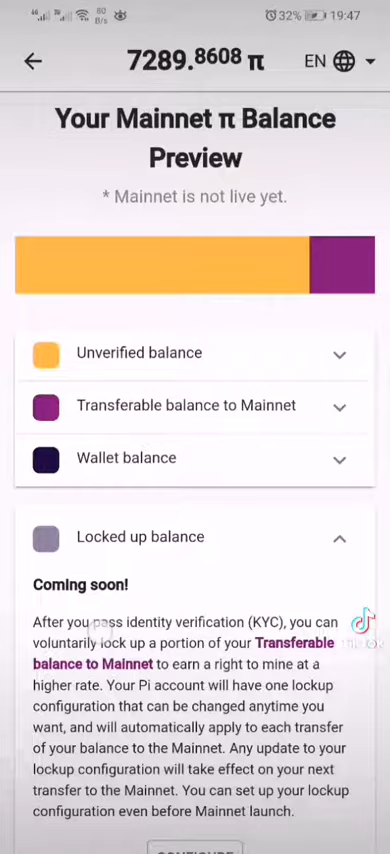 80
B/s
32%
19:47
7289.8608 π
EN
Your Mainnet π Balance
Preview
* Mainnet is not live yet.
Unverified balance
Transferable balance to Mainnet
Wallet balance
Locked up balance
Coming soon!
After you pass identity verification (KYC), you can
voluntarily lock up a portion of your Transferable
balance to Mainnet to earn a right to mine at a
higher rate. Your Pi account will have one lockup
configuration that can be changed anytime you
want, and will automatically apply to each transfer
of your balance to the Mainnet. Any update to your
lockup configuration will take effect on your next
transfer to the Mainnet. You can set up your lockup
configuration even before Mainnet launch.
TikTok
CONFIGURE